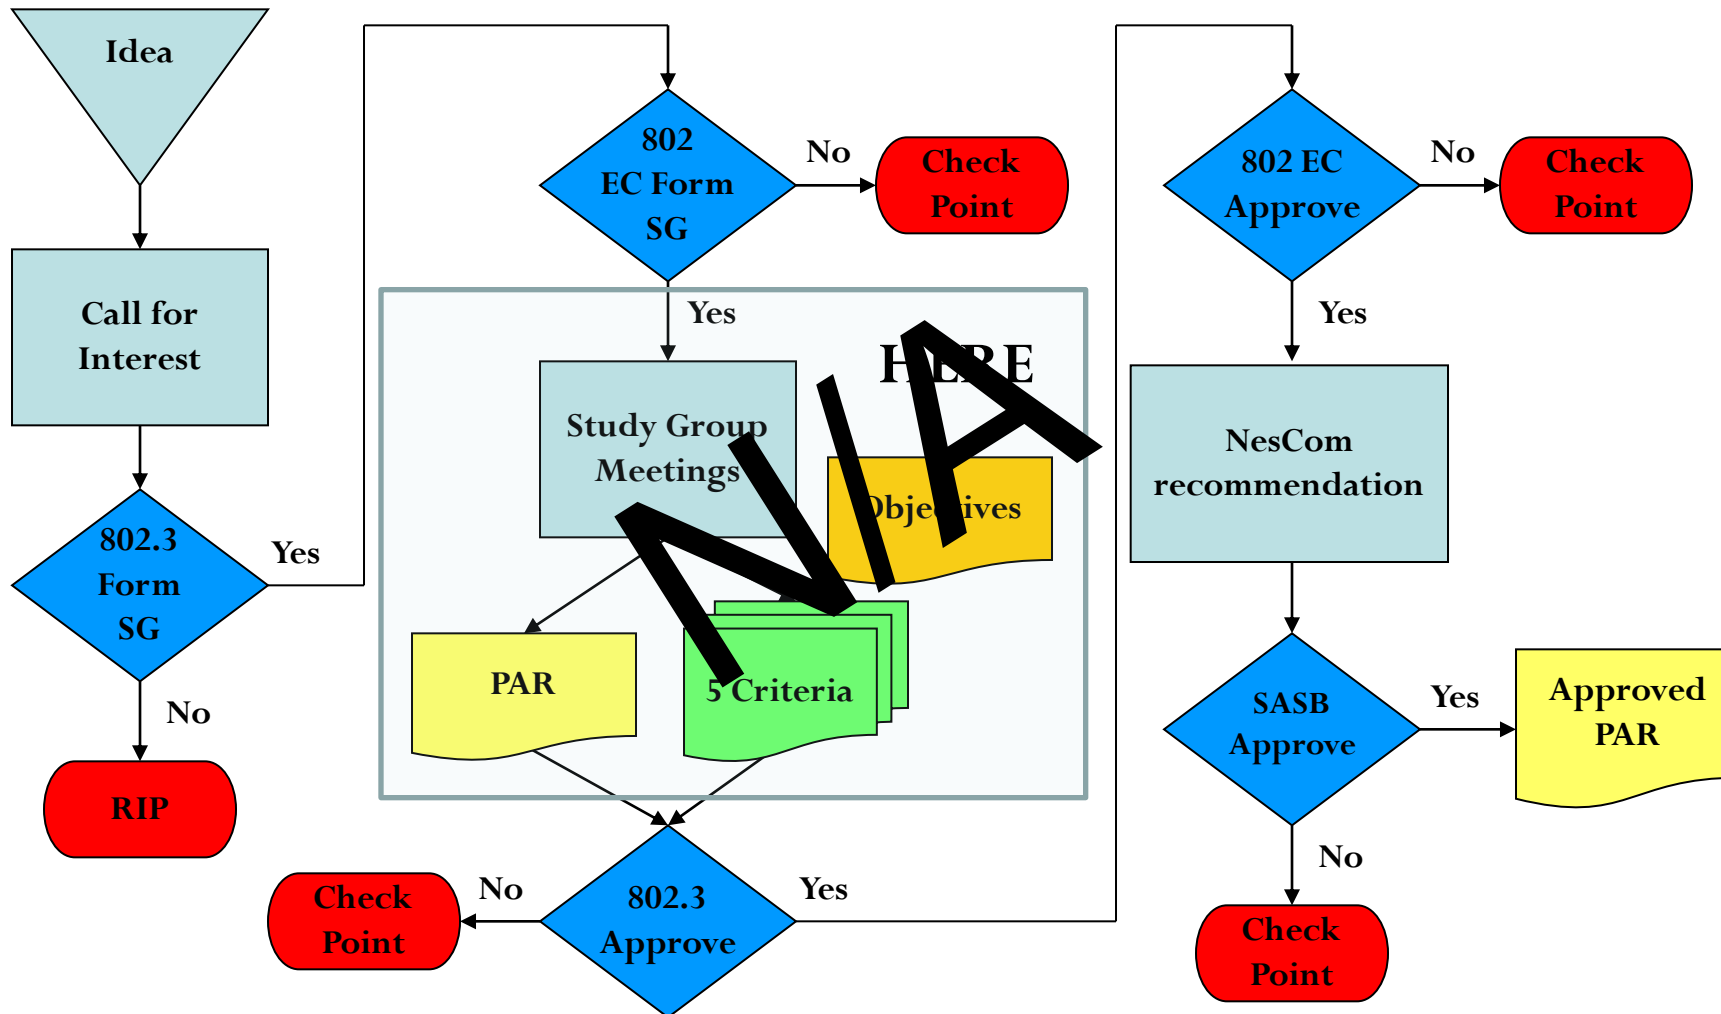 Idea
Call for
Interest
802.3
Form
SG
Yes
No
RIP
802
EC Form
SG
No
Check
Point
Yes
HERE
Study Group
Meetings
Objectives
N/A
PAR
5 Criteria
802.3
Approve
No
Check
Point
Yes
802 EC
Approve
No
Check
Point
Yes
NesCom
recommendation
SASB
Approve
Yes
Approved
PAR
No
Check
Point